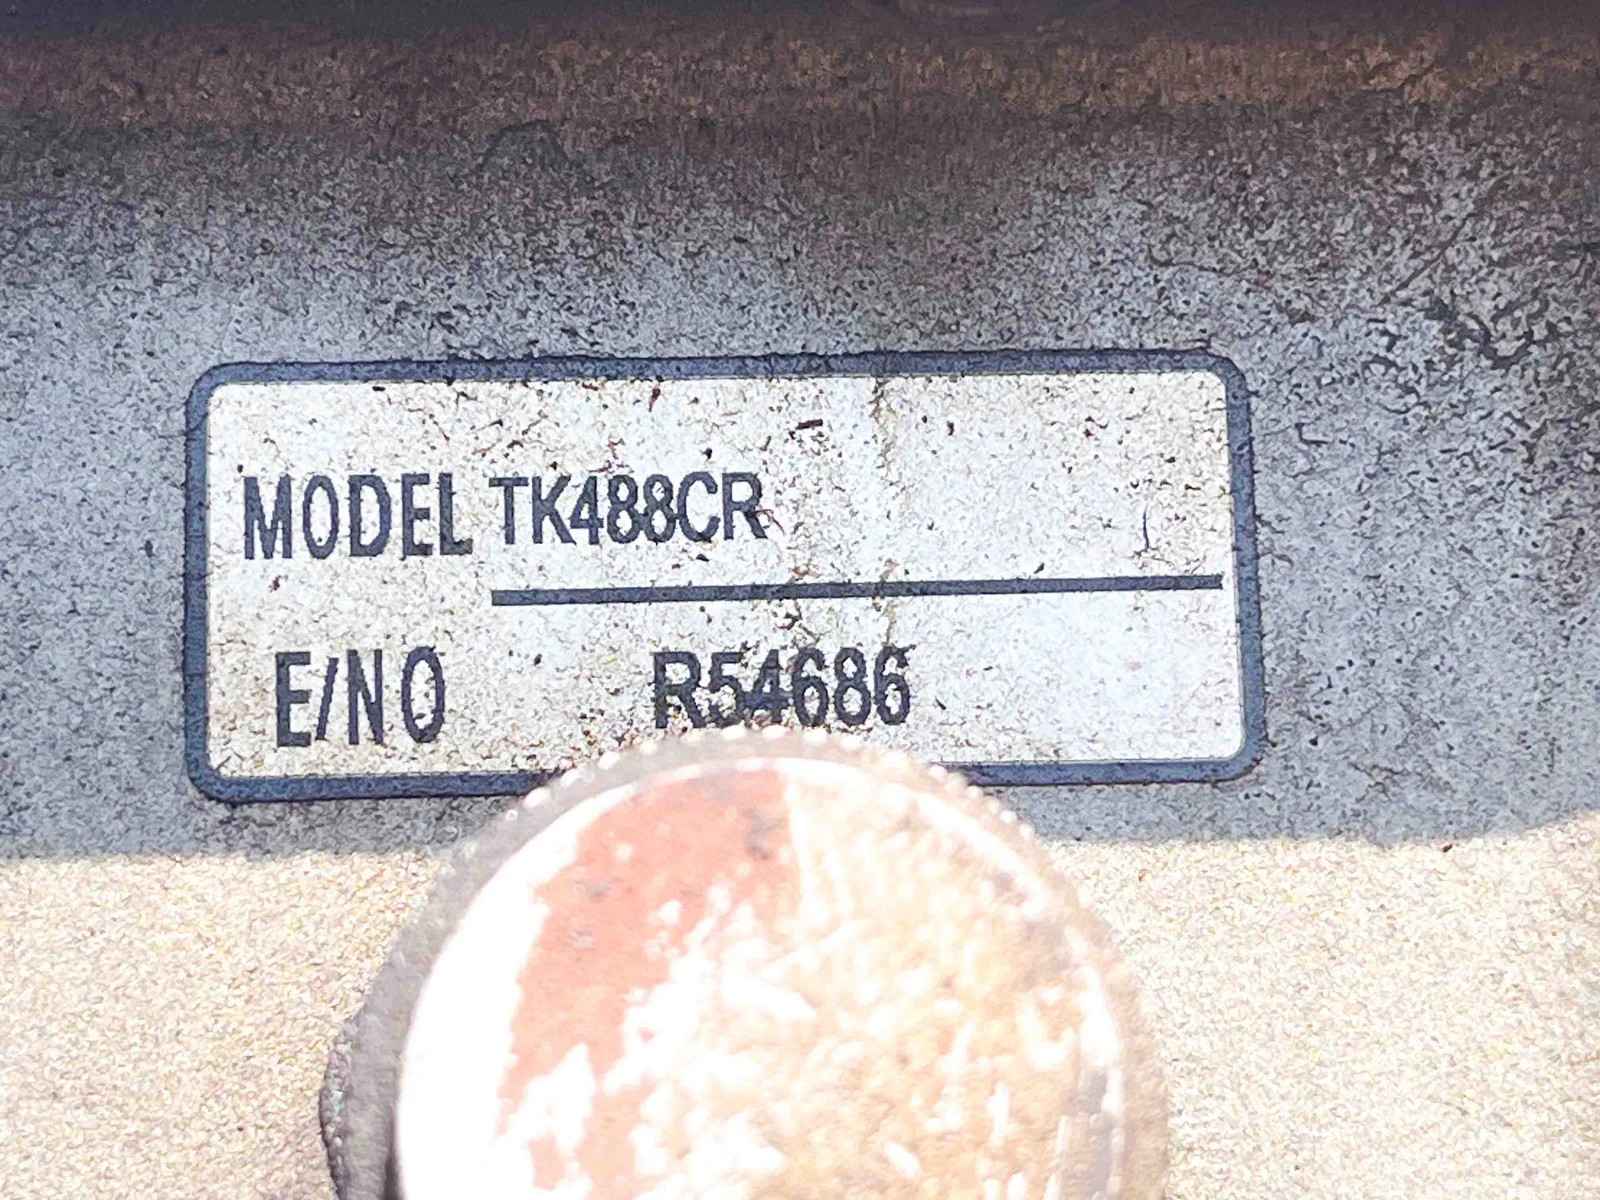 MODEL TK488CR
E/NO R54686